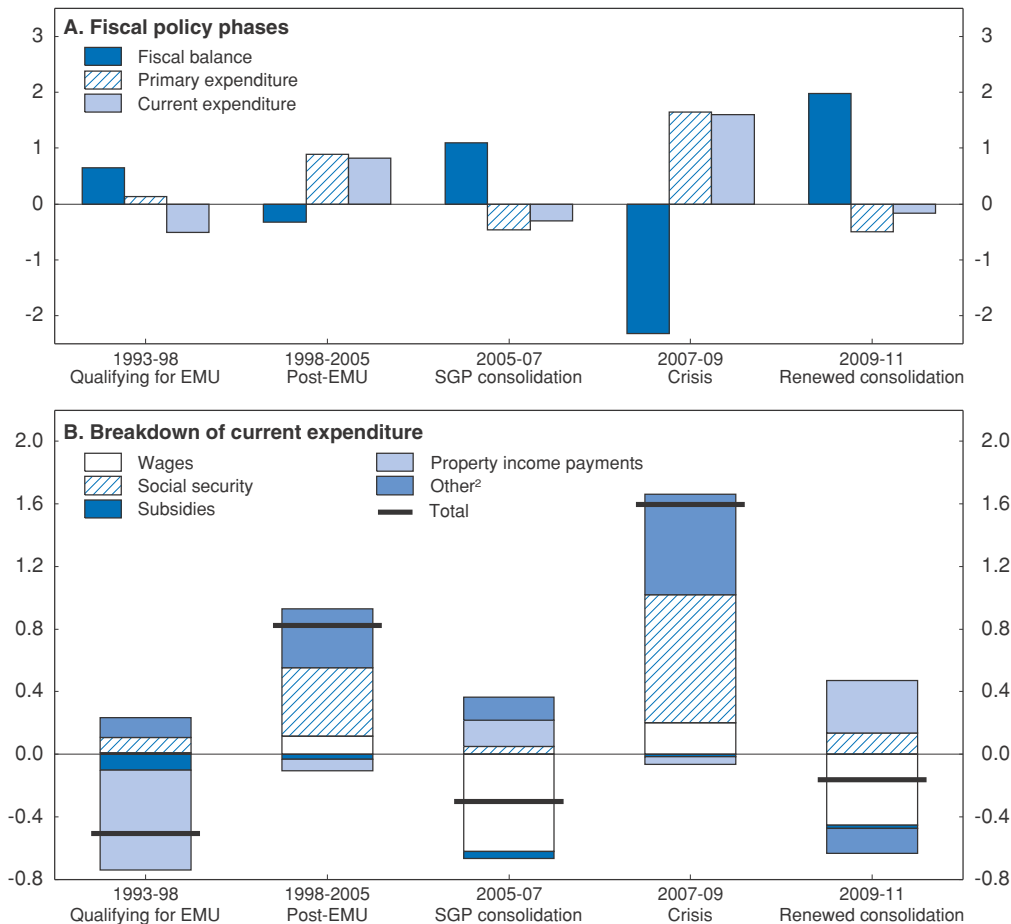 A. Fiscal policy phases
Fiscal balance
Primary expenditure
Current expenditure
3 3
2 2
1 1
0 0
-1 -1
-2 -2
1993-98 1998-2005 2005-07 2007-09 2009-11
Qualifying for EMU Post-EMU SGP consolidation Crisis Renewed consolidation
B. Breakdown of current expenditure
Wages Property income payments
Social security Other²
Subsidies Total
2.0 2.0
1.6 1.6
1.2 1.2
0.8 0.8
0.4 0.4
0.0 0.0
-0.4 -0.4
-0.8 -0.8
1993-98 1998-2005 2005-07 2007-09 2009-11
Qualifying for EMU Post-EMU SGP consolidation Crisis Renewed consolidation